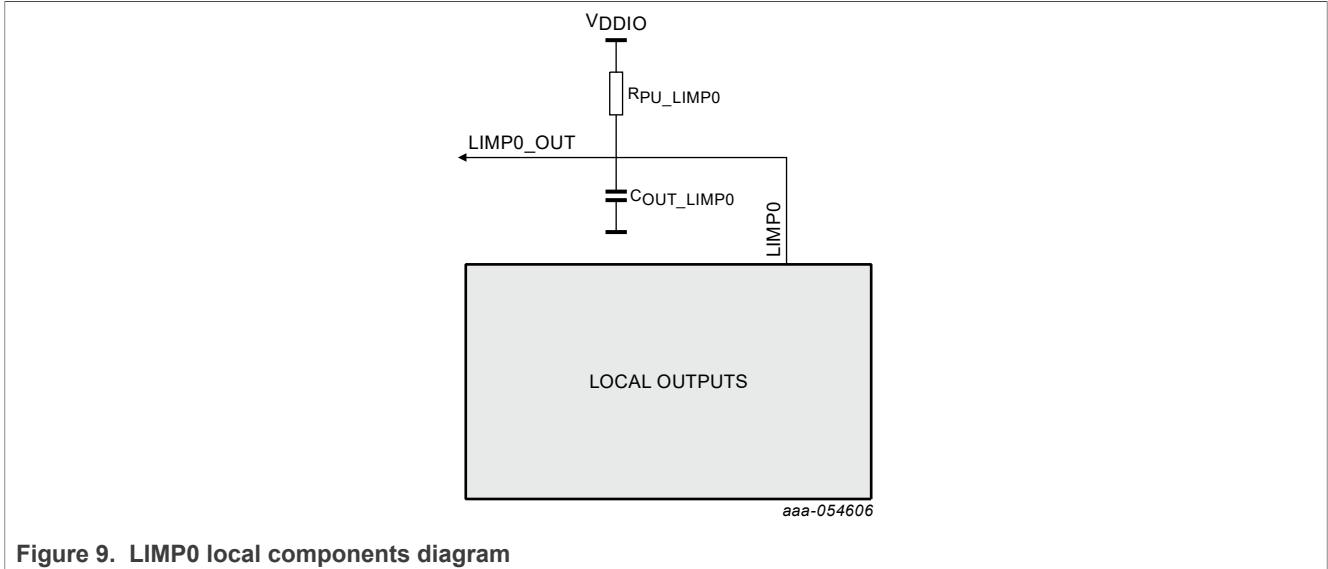 VDDIO
RPU_LIMP0
LIMP0_OUT
COUT_LIMP0
LIMP0
LOCAL OUTPUTS
aaa-054606
Figure 9. LIMP0 local components diagram